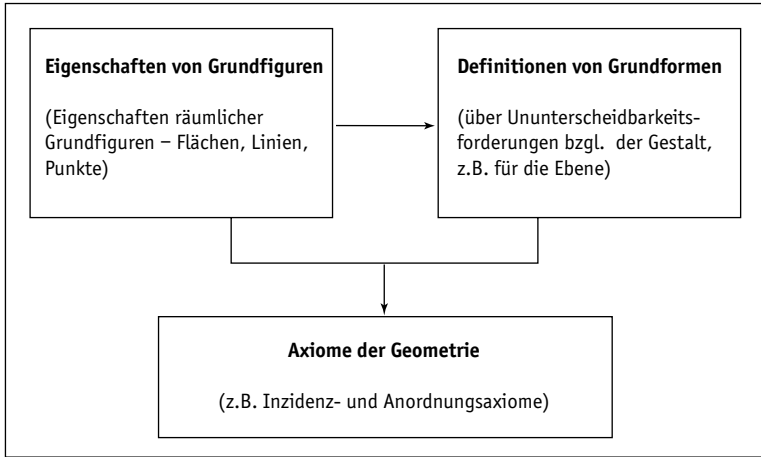 Eigenschaften von Grundfiguren
(Eigenschaften räumlicher
Grundfiguren – Flächen, Linien,
Punkte)
Definitionen von Grundformen
(über Ununterscheidbarkeits-
forderungen bzgl. der Gestalt,
z.B. für die Ebene)
Axiome der Geometrie
(z.B. Inzidenz- und Anordnungsaxiome)